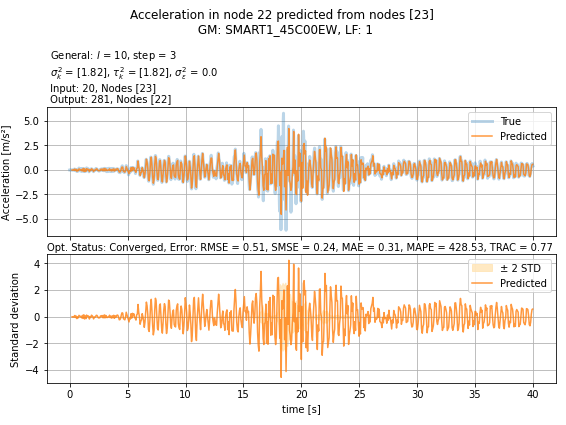 Acceleration in node 22 predicted from nodes [23]
GM: SMART1_45C00EW, LF: 1
General: l = 10, step = 3
σ²ₖ = [1.82], τ²ₖ = [1.82], σ²ε = 0.0
Input: 20, Nodes [23]
Output: 281, Nodes [22]
Acceleration [m/s²]
5.0
2.5
0.0
−2.5
−5.0
True
Predicted
Opt. Status: Converged, Error: RMSE = 0.51, SMSE = 0.24, MAE = 0.31, MAPE = 428.53, TRAC = 0.77
Standard deviation
4
2
0
−2
−4
± 2 STD
Predicted
0 5 10 15 20 25 30 35 40
time [s]